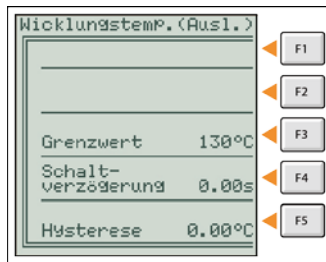 Wicklungstemp.(Ausl.)
F1
F2
Grenzwert 130°C
F3
Schalt-
verzögerung 0.00s
F4
Hysterese 0.00°C
F5